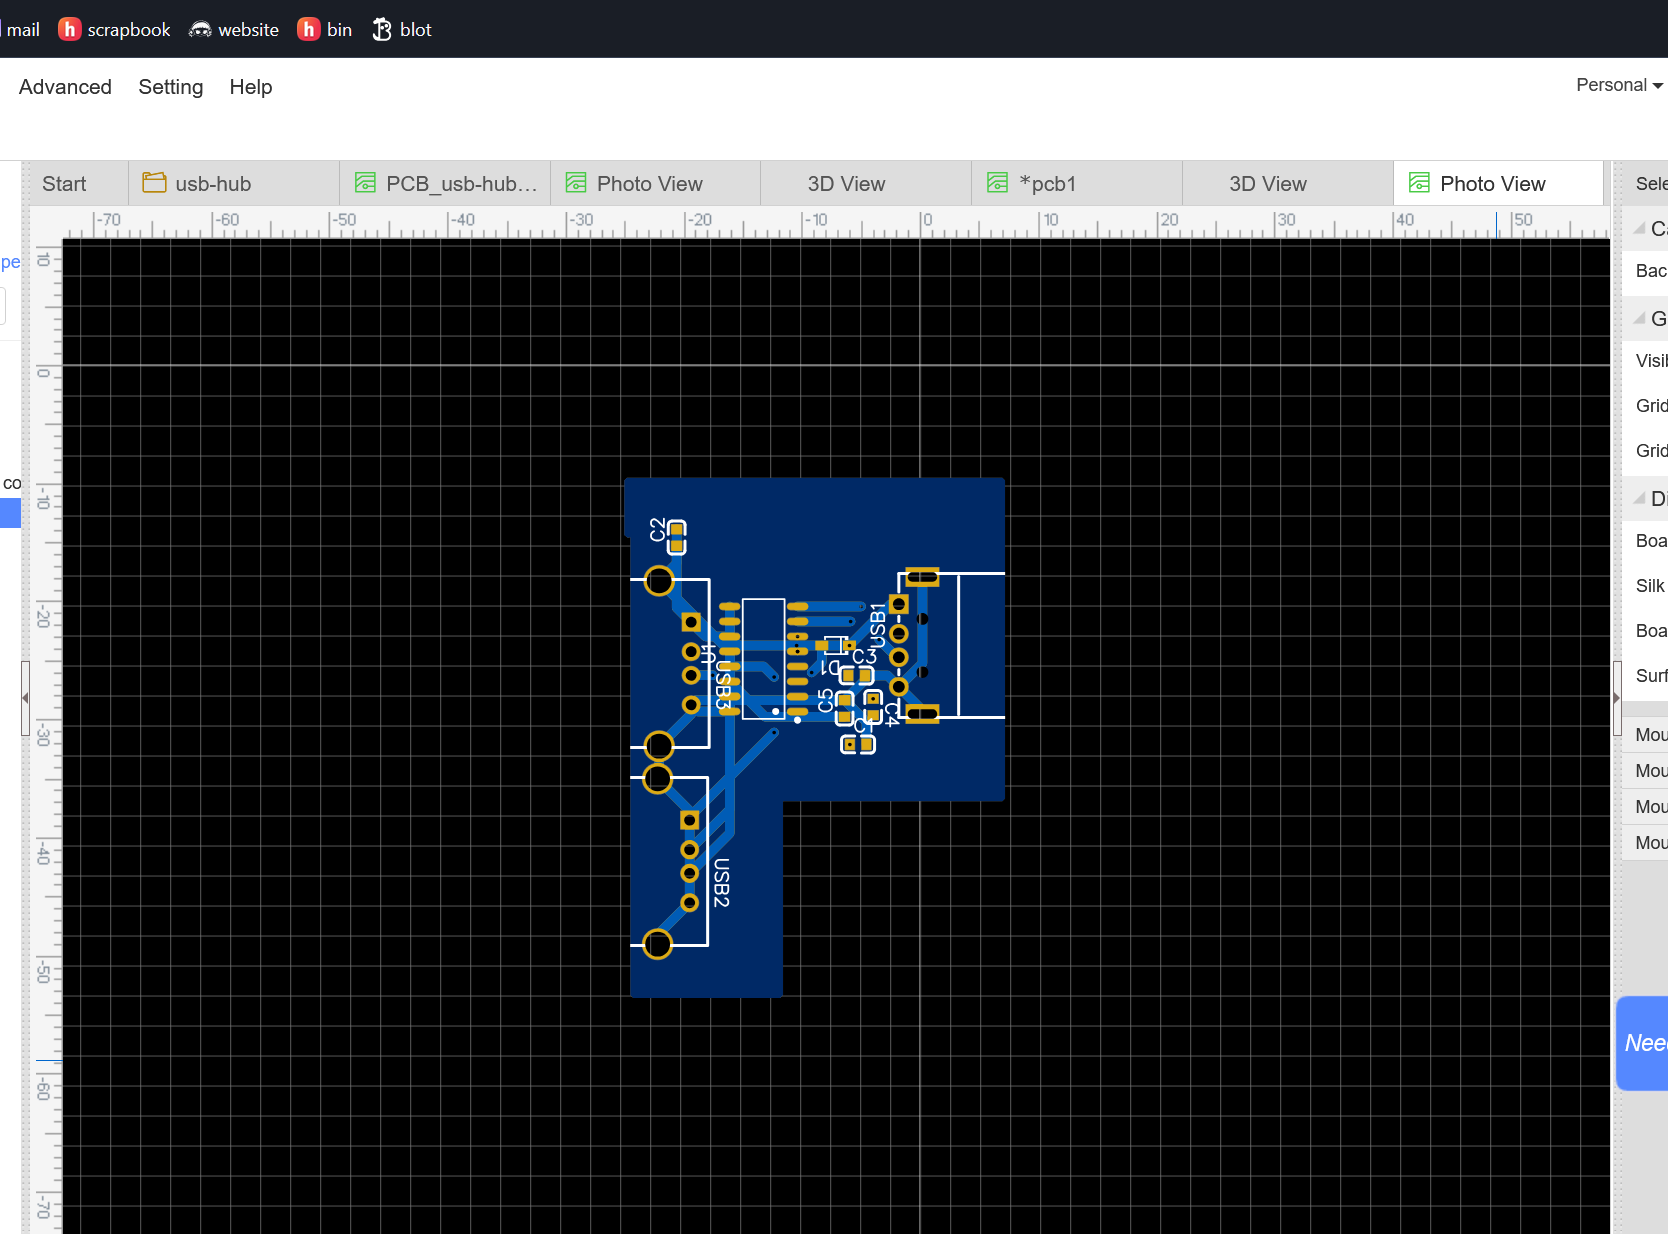 mail scrapbook website bin blot
Advanced Setting Help
Personal
Start usb-hub PCB_usb-hub... Photo View 3D View *pcb1 3D View Photo View
-70 -60 -50 -40 -30 -20 -10 0 10 20 30 40 50
10
0
-10
-20
-30
-40
-50
-60
-70
pe
co
C2
USB1
U1
USB3
D1
C3
C5
C4
C1
USB2
Sele
Ca
Bac
G
Visib
Grid
Grid
Di
Boa
Silk
Boa
Surf
Mou
Mou
Mou
Mou
Need